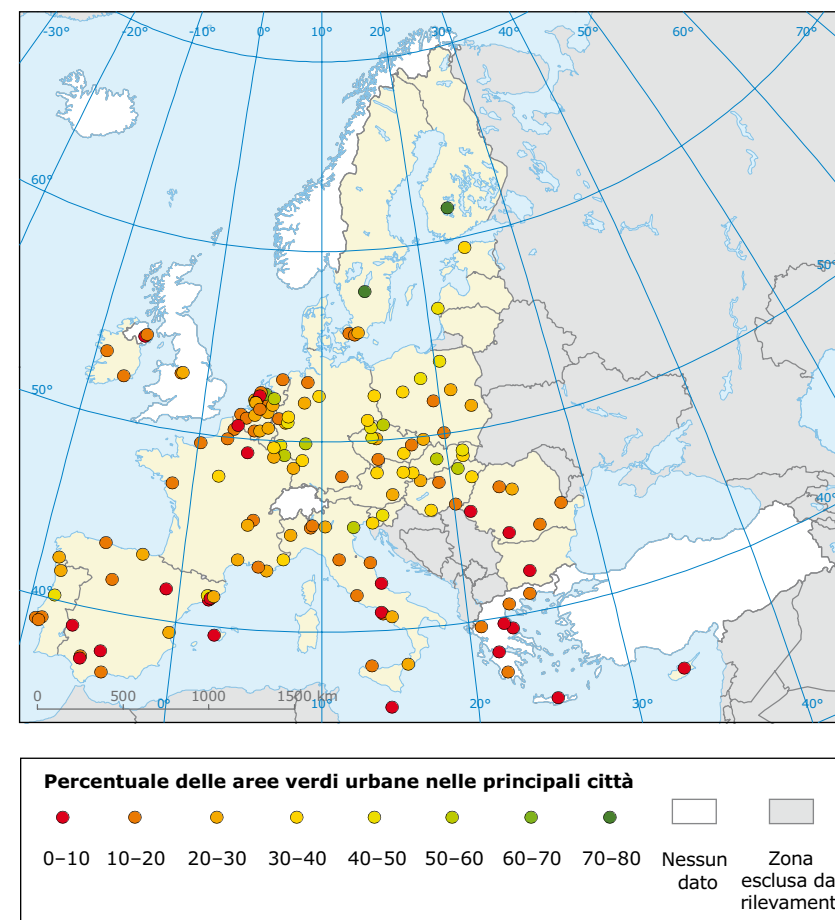 -30° -20° -10° 0° 10° 20° 30° 40° 50° 60° 70°
60°
50°
50°
40°
40°
0 500 1000 1500 km
0° 10° 20° 30° 40°
Percentuale delle aree verdi urbane nelle principali città
0–10 10–20 20–30 30–40 40–50 50–60 60–70 70–80
Nessun
dato
Zona
esclusa da
rilevament